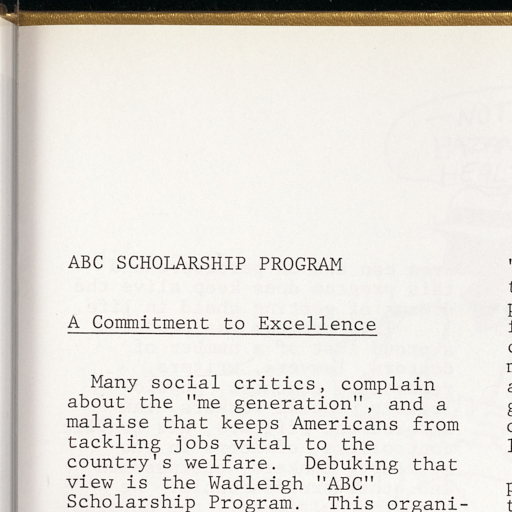 ABC SCHOLARSHIP PROGRAM
A Commitment to Excellence
Many social critics, complain
about the "me generation", and a
malaise that keeps Americans from
tackling jobs vital to the
country's welfare. Debuking that
view is the Wadleigh "ABC"
Scholarship Program. This organi-